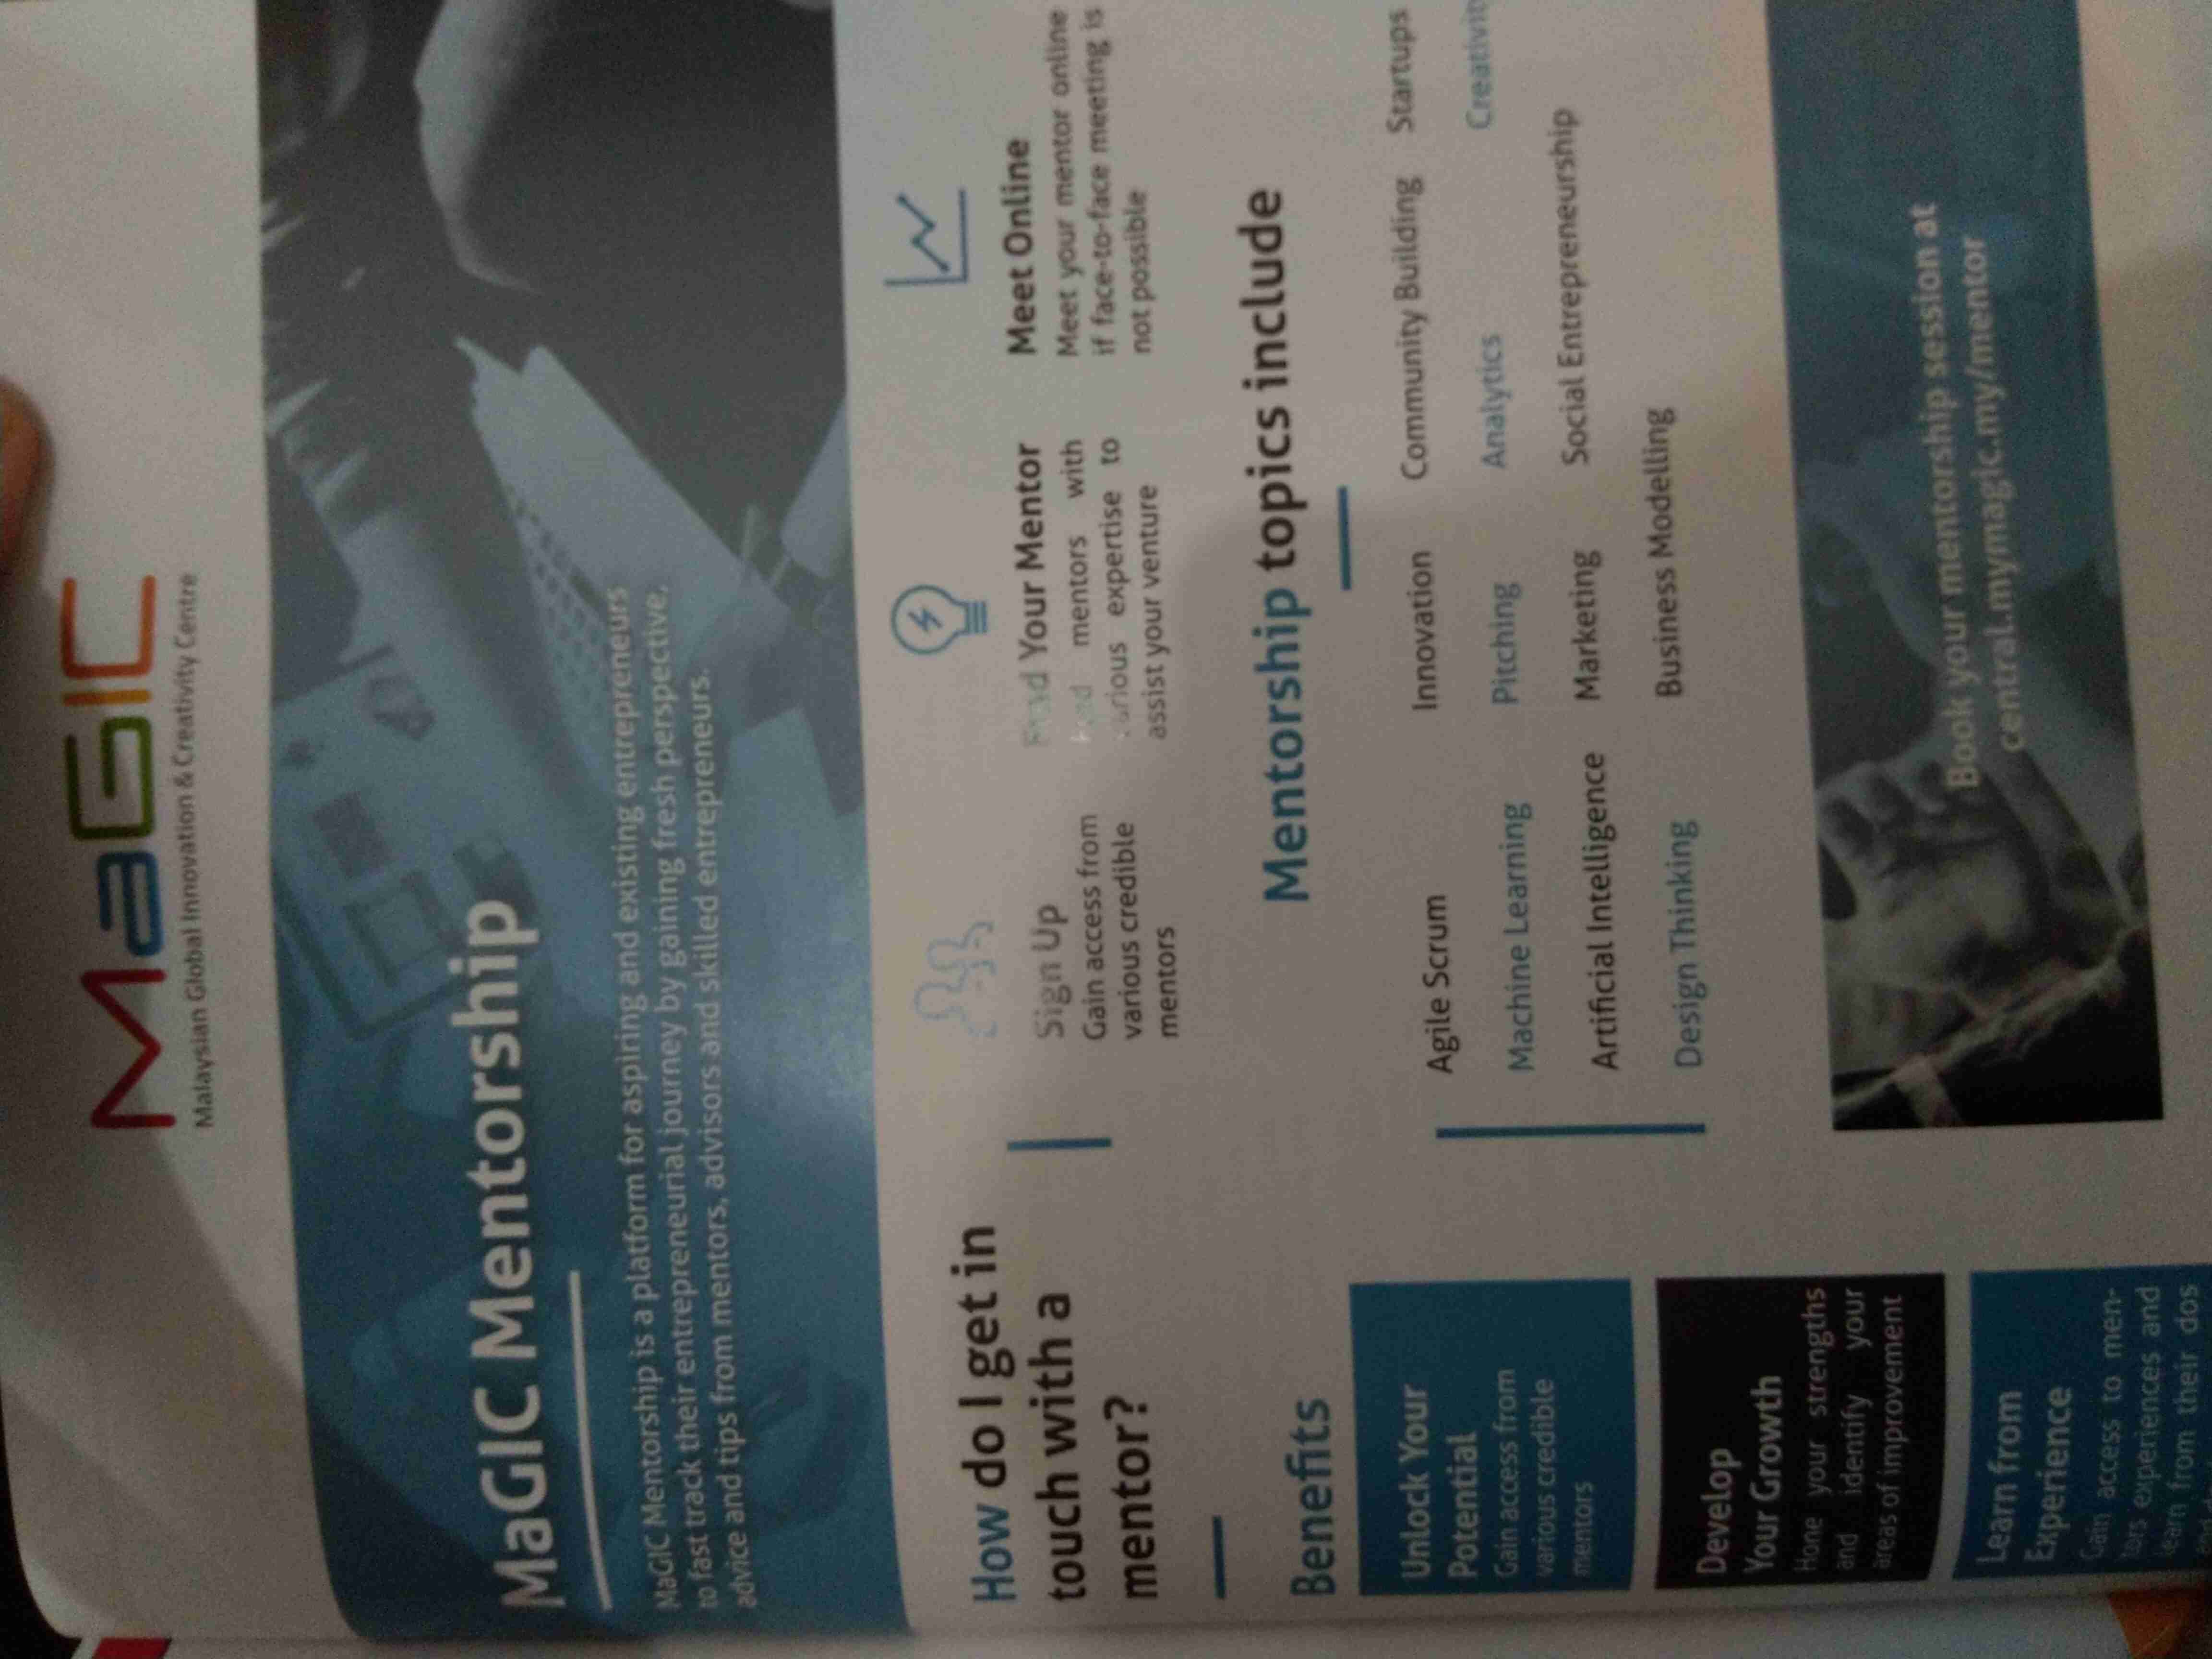 MaGIC
Malaysian Global Innovation & Creativity Centre
MaGIC Mentorship
MaGIC Mentorship is a platform for aspiring and existing entrepreneurs
to fast track their entrepreneurial journey by gaining fresh perspective,
advice and tips from mentors, advisors and skilled entrepreneurs.
How do I get in
touch with a
mentor?
Sign Up
Gain access from
various credible
mentors
Find Your Mentor
mentors with
various expertise to
assist your venture
Meet Online
Meet your mentor online
if face-to-face meeting is
not possible
Benefits
Unlock Your
Potential
Gain access from
various credible
mentors
Develop
Your Growth
Hone your strengths
and identify your
areas of improvement
Learn from
Experience
Gain access to men-
tors experiences and
learn from their dos
Mentorship topics include
Agile Scrum Innovation Community Building Startups
Machine Learning Pitching Analytics Creativity
Artificial Intelligence Marketing Social Entrepreneurship
Design Thinking Business Modelling
Book your mentorship session at
central.mymagic.my/mentor